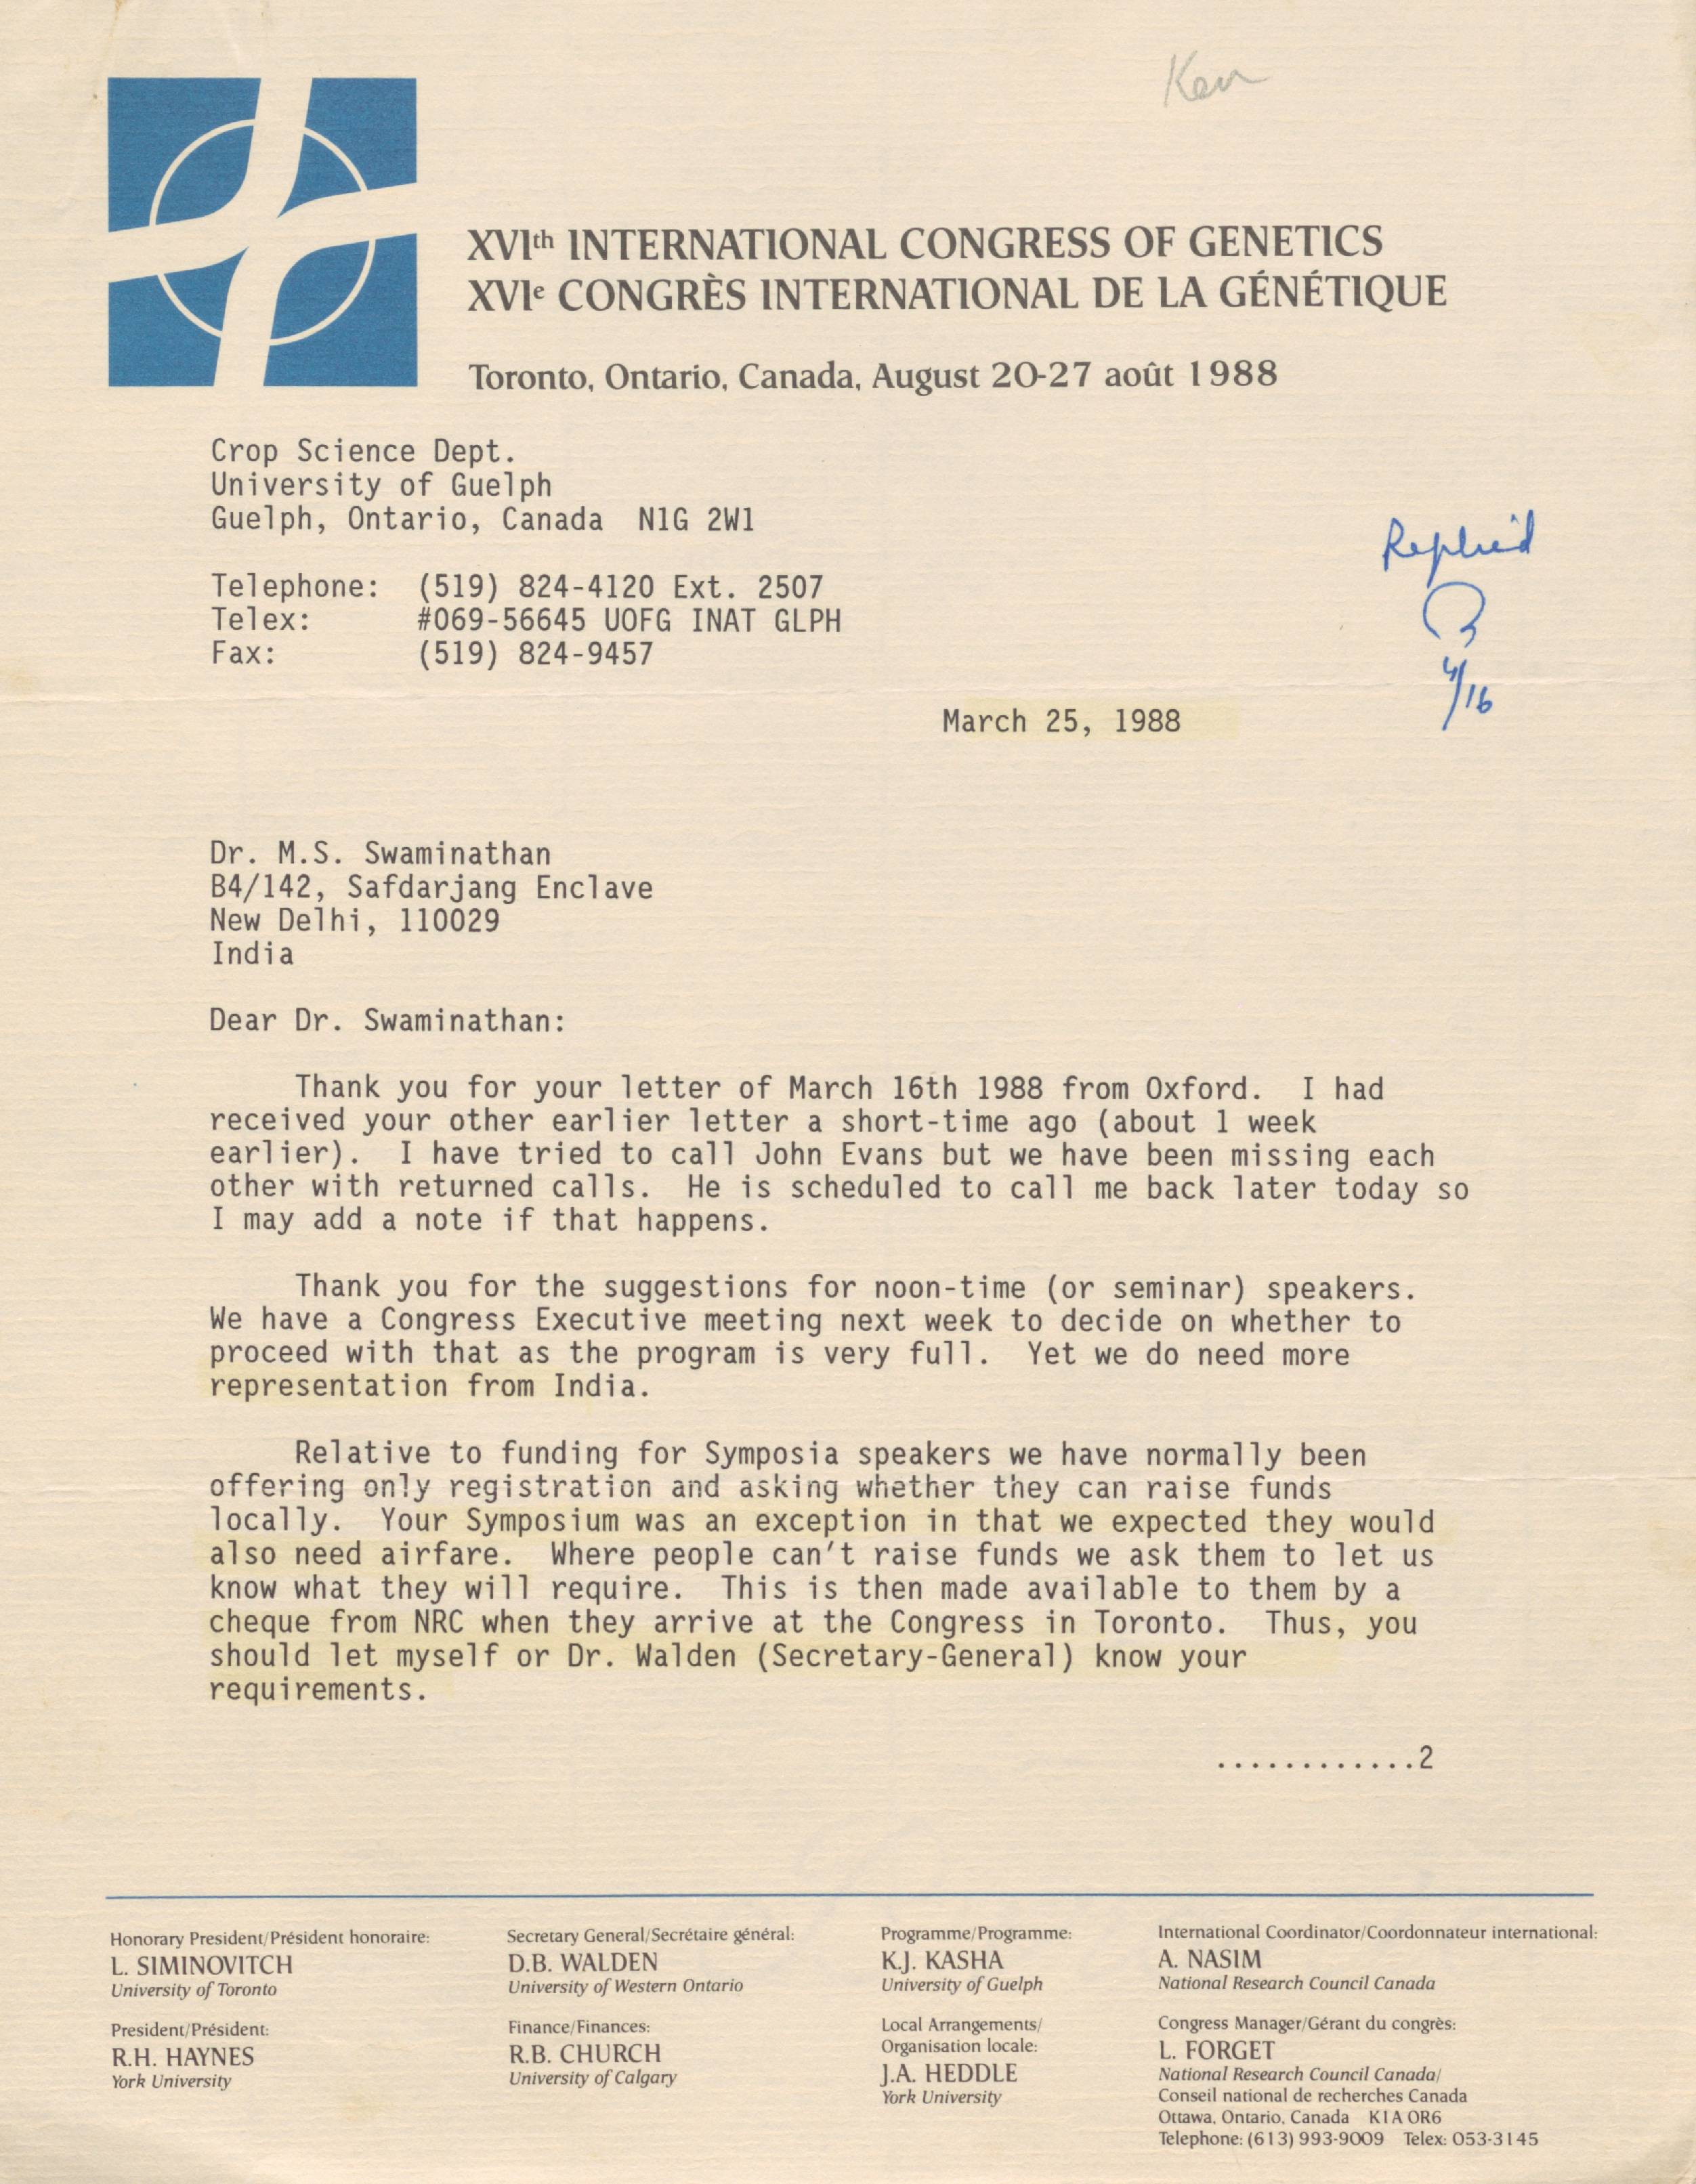 Ken
XVIth INTERNATIONAL CONGRESS OF GENETICS
XVIe CONGRÈS INTERNATIONAL DE LA GÉNÉTIQUE
Toronto, Ontario, Canada, August 20-27 août 1988
Crop Science Dept.
University of Guelph
Guelph, Ontario, Canada N1G 2W1
Telephone: (519) 824-4120 Ext. 2507
Telex: #069-56645 UOFG INAT GLPH
Fax: (519) 824-9457
Replied
4/16
March 25, 1988
Dr. M.S. Swaminathan
B4/142, Safdarjang Enclave
New Delhi, 110029
India
Dear Dr. Swaminathan:
Thank you for your letter of March 16th 1988 from Oxford. I had
received your other earlier letter a short-time ago (about 1 week
earlier). I have tried to call John Evans but we have been missing each
other with returned calls. He is scheduled to call me back later today so
I may add a note if that happens.
Thank you for the suggestions for noon-time (or seminar) speakers.
We have a Congress Executive meeting next week to decide on whether to
proceed with that as the program is very full. Yet we do need more
representation from India.
Relative to funding for Symposia speakers we have normally been
offering only registration and asking whether they can raise funds
locally. Your Symposium was an exception in that we expected they would
also need airfare. Where people can't raise funds we ask them to let us
know what they will require. This is then made available to them by a
cheque from NRC when they arrive at the Congress in Toronto. Thus, you
should let myself or Dr. Walden (Secretary-General) know your
requirements.
............2
Honorary President/Président honoraire:
L. SIMINOVITCH
University of Toronto
President/Président:
R.H. HAYNES
York University
Secretary General/Secrétaire général:
D.B. WALDEN
University of Western Ontario
Finance/Finances:
R.B. CHURCH
University of Calgary
Programme/Programme:
K.J. KASHA
University of Guelph
Local Arrangements/
Organisation locale:
J.A. HEDDLE
York University
International Coordinator/Coordonnateur international:
A. NASIM
National Research Council Canada
Congress Manager/Gérant du congrès:
L. FORGET
National Research Council Canada/
Conseil national de recherches Canada
Ottawa, Ontario, Canada K1A OR6
Telephone: (613) 993-9009 Telex: 053-3145